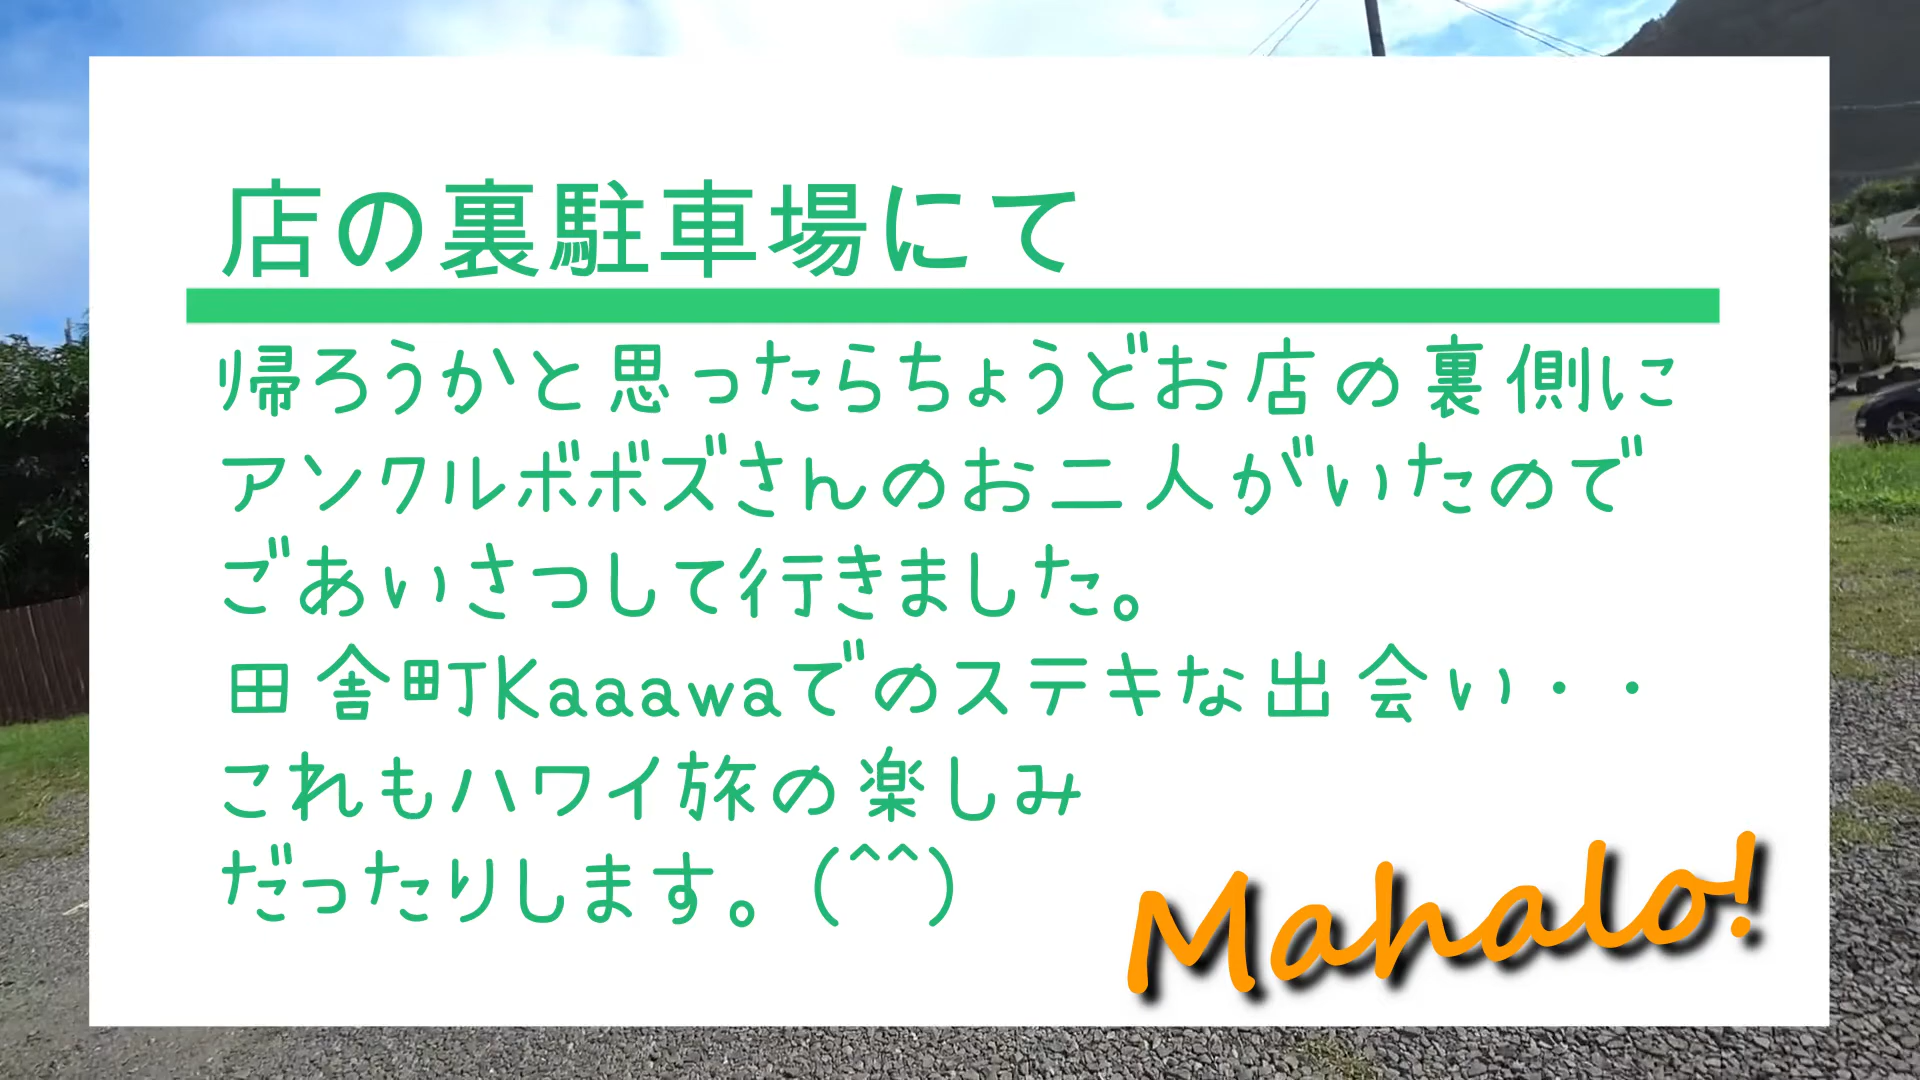 店の裏駐車場にて
帰ろうかと思ったらちょうどお店の裏側に
アンクルボボズさんのお二人がいたので
ごあいさつして行きました。
田舎町Kaaawaでのステキな出会い・・
これもハワイ旅の楽しみ
だったりします。(^^)
Mahalo!